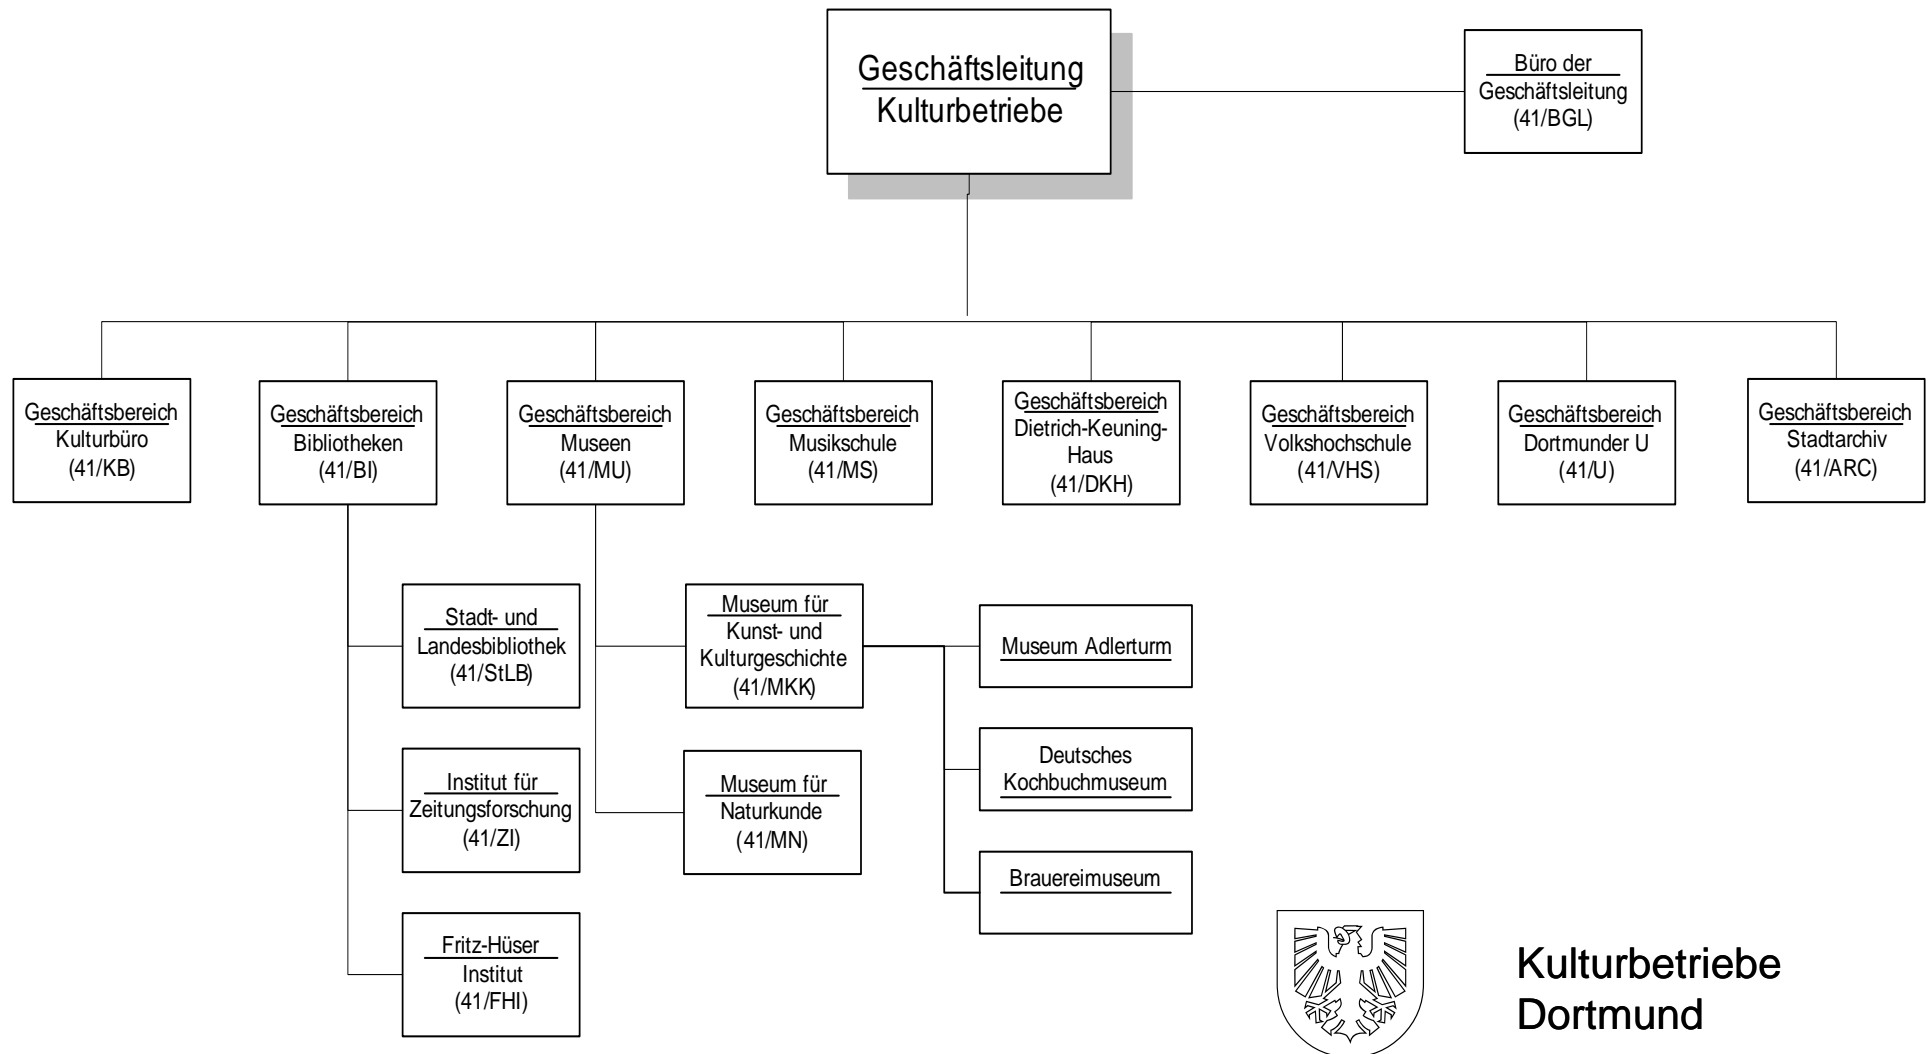 Geschäftsleitung
Kulturbetriebe
Büro der
Geschäftsleitung
(41/BGL)
Geschäftsbereich
Kulturbüro
(41/KB)
Geschäftsbereich
Bibliotheken
(41/BI)
Geschäftsbereich
Museen
(41/MU)
Geschäftsbereich
Musikschule
(41/MS)
Geschäftsbereich
Dietrich-Keuning-
Haus
(41/DKH)
Geschäftsbereich
Volkshochschule
(41/VHS)
Geschäftsbereich
Dortmunder U
(41/U)
Geschäftsbereich
Stadtarchiv
(41/ARC)
Stadt- und
Landesbibliothek
(41/StLB)
Institut für
Zeitungsforschung
(41/ZI)
Fritz-Hüser
Institut
(41/FHI)
Museum für
Kunst- und
Kulturgeschichte
(41/MKK)
Museum für
Naturkunde
(41/MN)
Museum Adlerturm
Deutsches
Kochbuchmuseum
Brauereimuseum
Kulturbetriebe
Dortmund